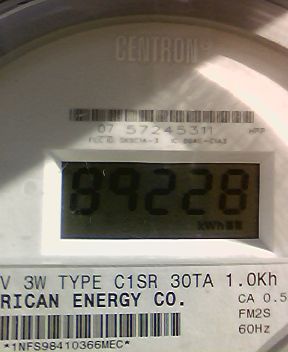 CENTRON®
07 57245311 HPP
89228
kWh
V 3W TYPE C1SR 30TA 1.0Kh
RICAN ENERGY CO.
CA 0.5
FM2S
60Hz
*1NFS98410366MEC*